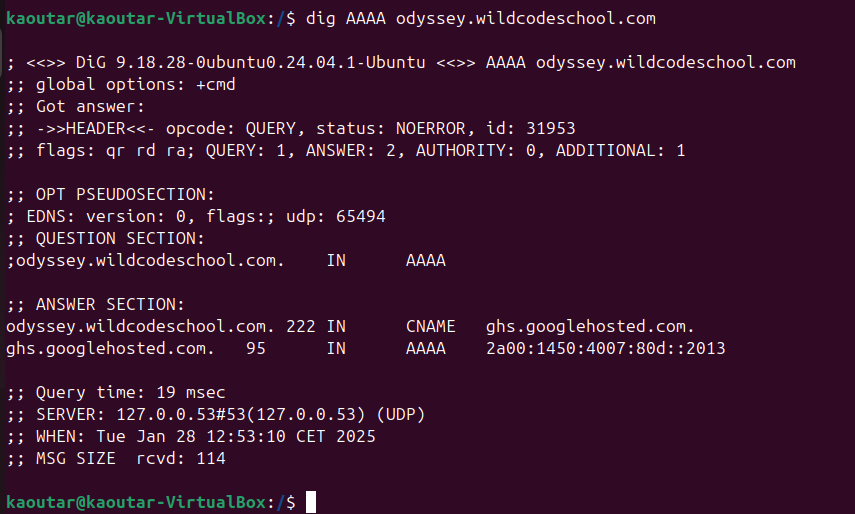 kaoutar@kaoutar-VirtualBox:/$ dig AAAA odyssey.wildcodeschool.com
; <<>> DiG 9.18.28-0ubuntu0.24.04.1-Ubuntu <<>> AAAA odyssey.wildcodeschool.com
;; global options: +cmd
;; Got answer:
;; ->>HEADER<<- opcode: QUERY, status: NOERROR, id: 31953
;; flags: qr rd ra; QUERY: 1, ANSWER: 2, AUTHORITY: 0, ADDITIONAL: 1
;; OPT PSEUDOSECTION:
; EDNS: version: 0, flags:; udp: 65494
;; QUESTION SECTION:
;odyssey.wildcodeschool.com.    IN      AAAA
;; ANSWER SECTION:
odyssey.wildcodeschool.com. 222 IN      CNAME   ghs.googlehosted.com.
ghs.googlehosted.com.   95      IN      AAAA    2a00:1450:4007:80d::2013
;; Query time: 19 msec
;; SERVER: 127.0.0.53#53(127.0.0.53) (UDP)
;; WHEN: Tue Jan 28 12:53:10 CET 2025
;; MSG SIZE  rcvd: 114
kaoutar@kaoutar-VirtualBox:/$